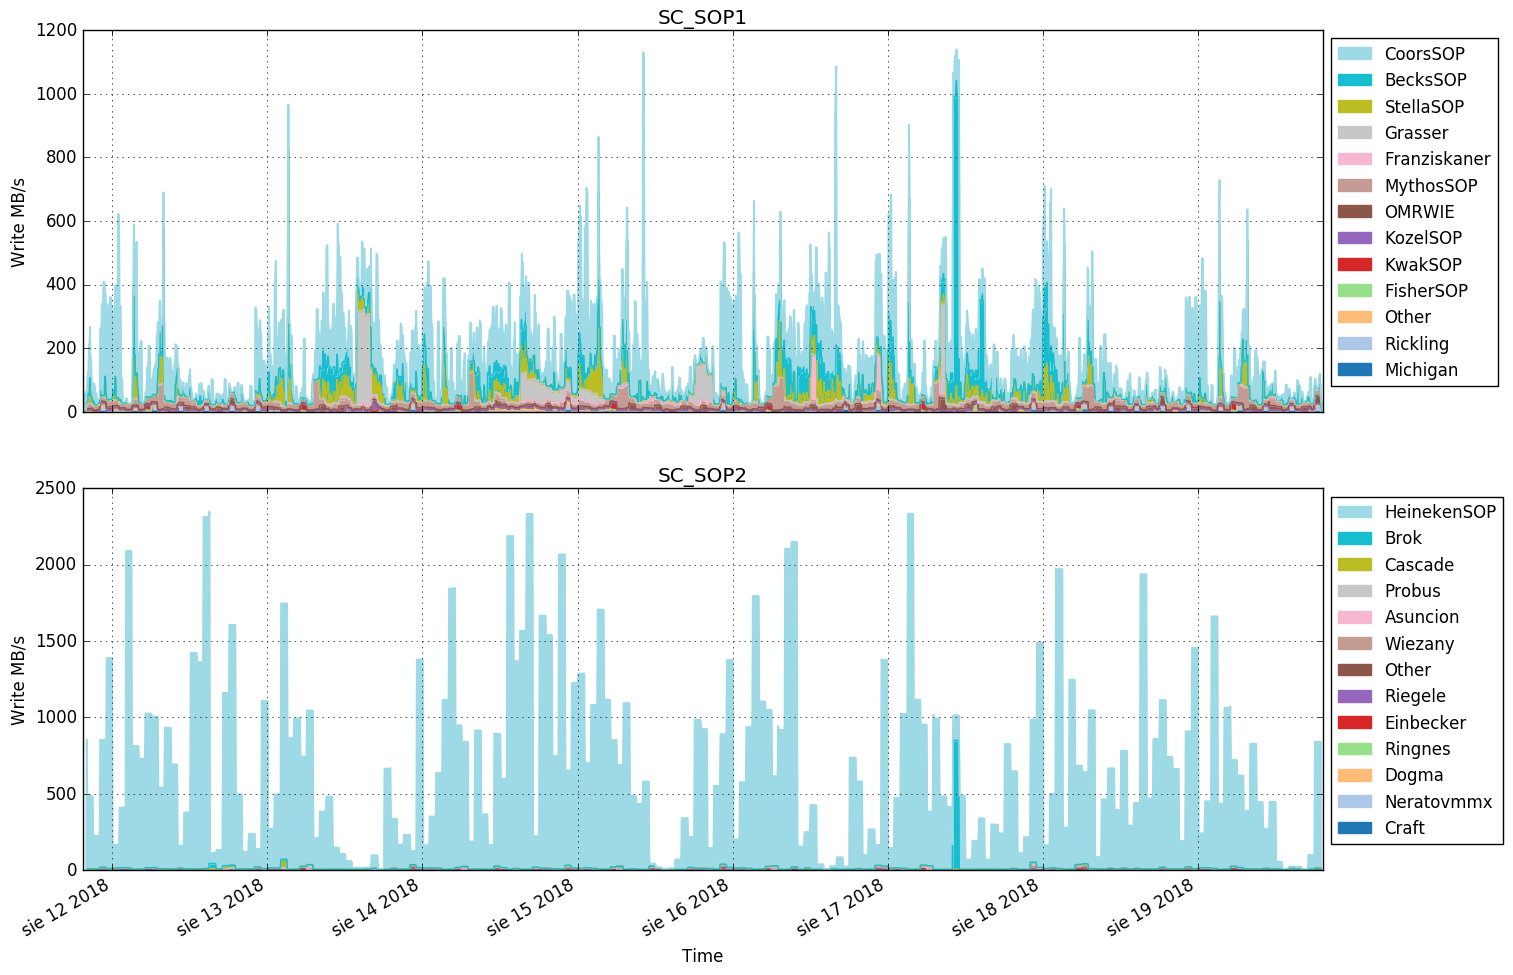 SC_SOP1
1200
1000
800
600
400
200
0
Write MB/s
CoorsSOP
BecksSOP
StellaSOP
Grasser
Franziskaner
MythosSOP
OMRWIE
KozelSOP
KwakSOP
FisherSOP
Other
Rickling
Michigan
SC_SOP2
2500
2000
1500
1000
500
0
Write MB/s
HeinekenSOP
Brok
Cascade
Probus
Asuncion
Wiezany
Other
Riegele
Einbecker
Ringnes
Dogma
Neratovmmx
Craft
sie 12 2018
sie 13 2018
sie 14 2018
sie 15 2018
sie 16 2018
sie 17 2018
sie 18 2018
sie 19 2018
Time